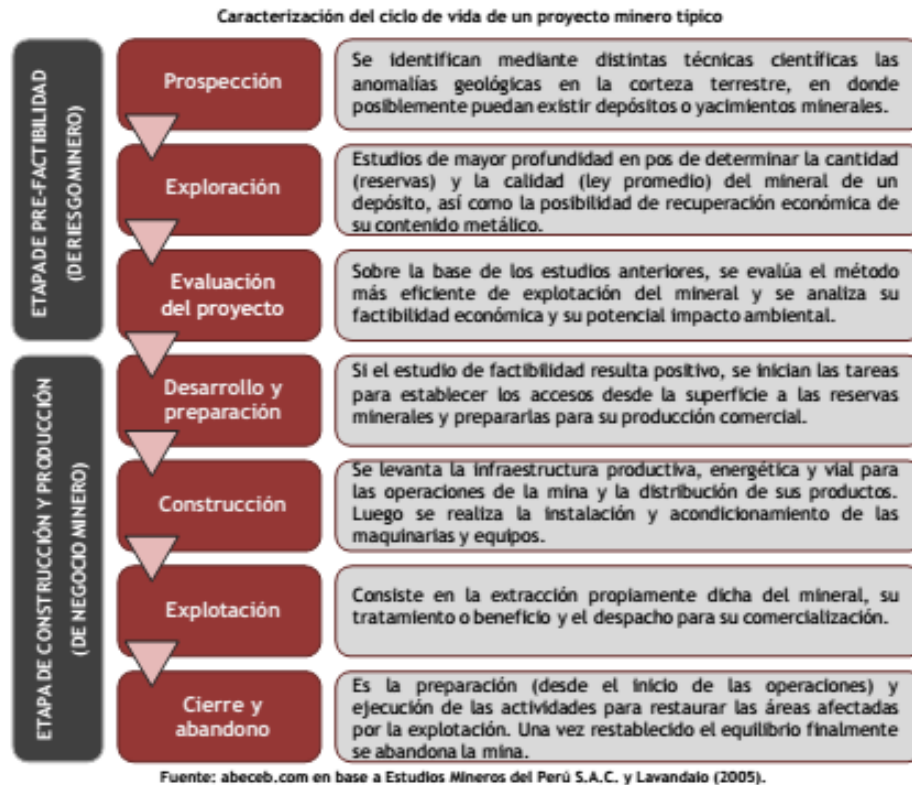 Caracterización del ciclo de vida de un proyecto minero típico
ETAPADE PRE-FACTIBILIDAD
(DERIESGOMINERO)
Prospección
Se identifican mediante distintas técnicas científicas las
anomalías geológicas en la corteza terrestre, en donde
posiblemente puedan existir depósitos o yacimientos minerales.
Exploración
Estudios de mayor profundidad en pos de determinar la cantidad
(reservas) y la calidad (ley promedio) del mineral de un
depósito, así como la posibilidad de recuperación económica de
su contenido metálico.
Evaluación
del proyecto
Sobre la base de los estudios anteriores, se evalúa el método
más eficiente de explotación del mineral y se analiza su
factibilidad económica y su potencial impacto ambiental.
ETAPA DE CONSTRUCCIÓN Y PRODUCCIÓN
(DE NEGOCIO MINERO)
Desarrollo y
preparación
Si el estudio de factibilidad resulta positivo, se inician las tareas
para establecer los accesos desde la superficie a las reservas
minerales y prepararlas para su producción comercial.
Construcción
Se levanta la infraestructura productiva, energética y vial para
las operaciones de la mina y la distribución de sus productos.
Luego se realiza la instalación y acondicionamiento de las
maquinarias y equipos.
Explotación
Consiste en la extracción propiamente dicha del mineral, su
tratamiento o beneficio y el despacho para su comercialización.
Cierre y
abandono
Es la preparación (desde el inicio de las operaciones) y
ejecución de las actividades para restaurar las áreas afectadas
por la explotación. Una vez restablecido el equilibrio finalmente
se abandona la mina.
Fuente: abeceb.com en base a Estudios Mineros del Perú S.A.C. y Lavandaio (2005).